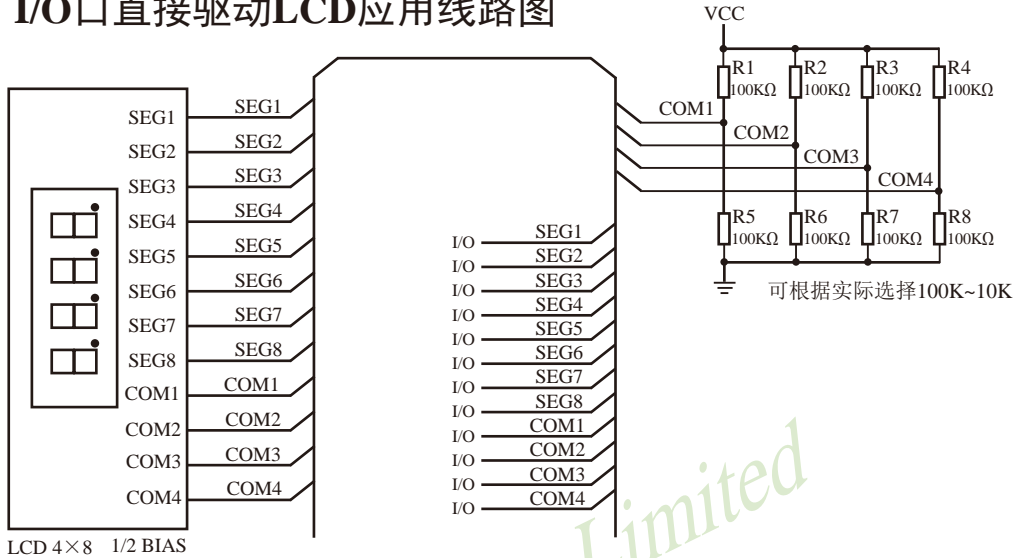 I/O口直接驱动LCD应用线路图
VCC
R1
100KΩ
R2
100KΩ
R3
100KΩ
R4
100KΩ
COM1
COM2
COM3
COM4
R5
100KΩ
R6
100KΩ
R7
100KΩ
R8
100KΩ
可根据实际选择100K~10K
SEG1 SEG1
SEG2 SEG2
SEG3 SEG3
SEG4 SEG4
SEG5 SEG5
SEG6 SEG6
SEG7 SEG7
SEG8 SEG8
COM1 COM1
COM2 COM2
COM3 COM3
COM4 COM4
LCD 4×8 1/2 BIAS
I/O SEG1
I/O SEG2
I/O SEG3
I/O SEG4
I/O SEG5
I/O SEG6
I/O SEG7
I/O SEG8
I/O COM1
I/O COM2
I/O COM3
I/O COM4
Limited